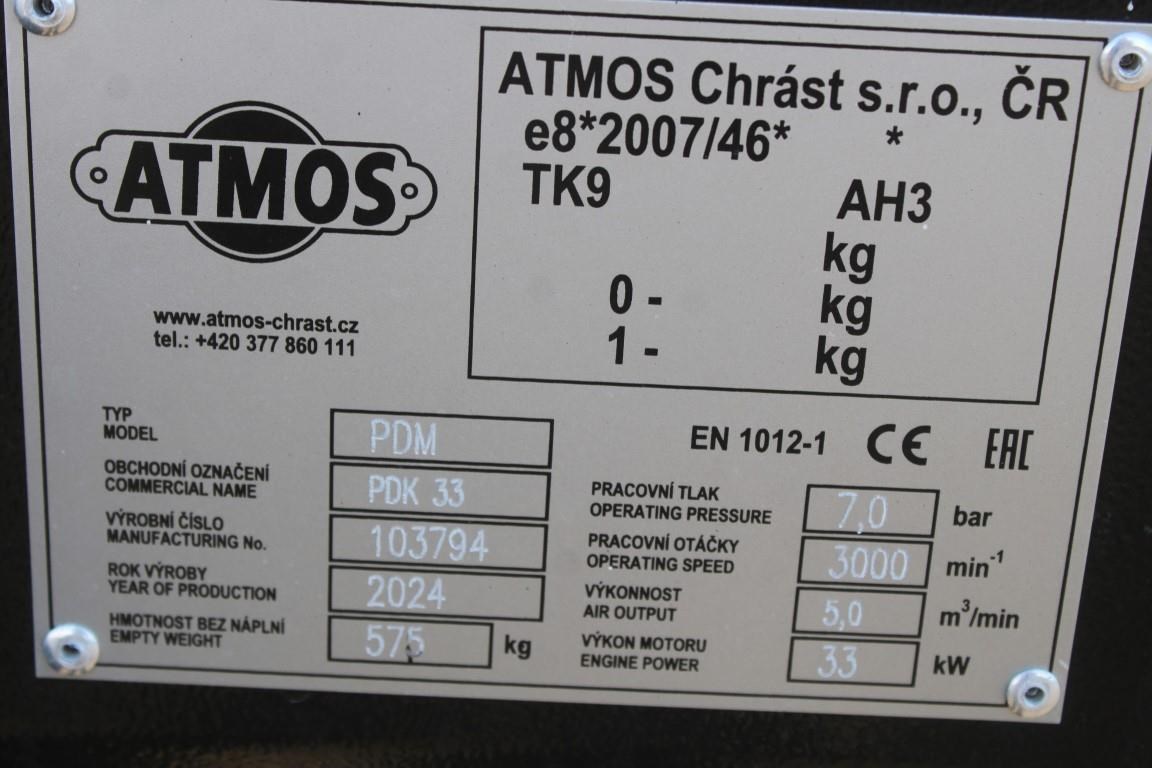 ATMOS
www.atmos-chrast.cz
tel.: +420 377 860 111
ATMOS Chrást s.r.o., ČR
e8*2007/46* *
TK9 AH3
kg
0 - kg
1 - kg
TYP
MODEL
PDM
OBCHODNÍ OZNAČENÍ
COMMERCIAL NAME
PDK 33
VÝROBNÍ ČÍSLO
MANUFACTURING No.
103794
ROK VÝROBY
YEAR OF PRODUCTION
2024
HMOTNOST BEZ NÁPLNÍ
EMPTY WEIGHT
575 kg
EN 1012-1 CE EAC
PRACOVNÍ TLAK
OPERATING PRESSURE
7,0 bar
PRACOVNÍ OTÁČKY
OPERATING SPEED
3000 min⁻¹
VÝKONNOST
AIR OUTPUT
5,0 m³/min
VÝKON MOTORU
ENGINE POWER
33 kW